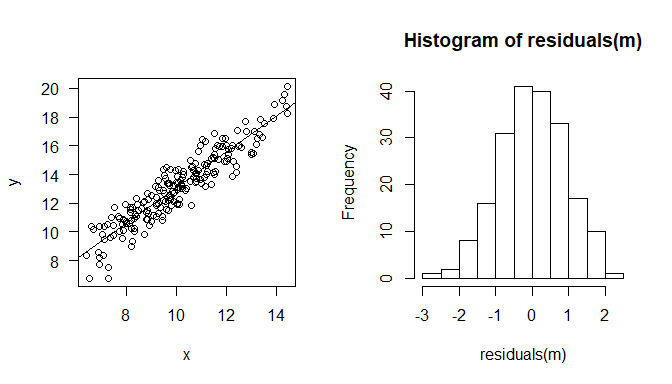 Histogram of residuals(m)
20
18
16
14
12
10
8
y
8 10 12 14
x
40
30
20
10
0
Frequency
-3 -2 -1 0 1 2
residuals(m)